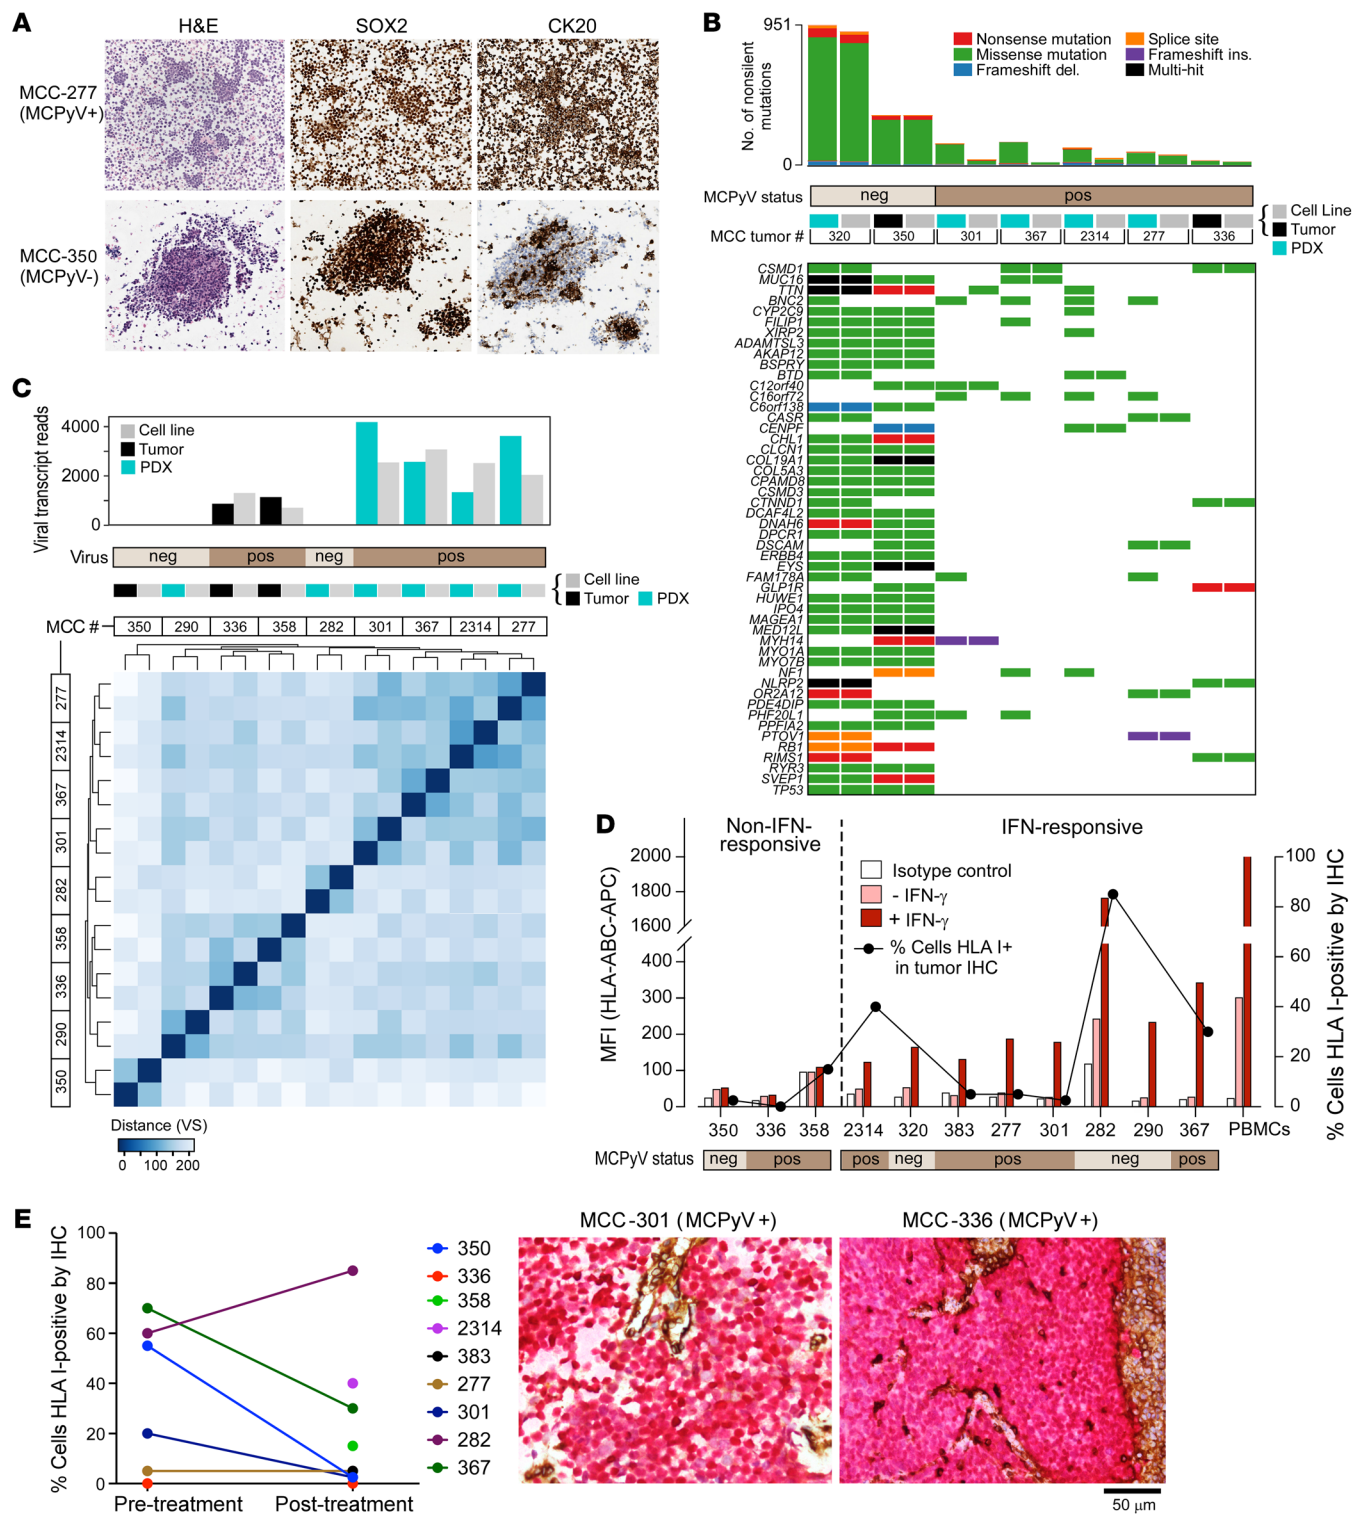 A
H&E
SOX2
CK20
MCC-277
(MCPyV+)
MCC-350
(MCPyV-)
B
951
0
No. of nonsilent
mutations
Nonsense mutation
Missense mutation
Frameshift del.
Splice site
Frameshift ins.
Multi-hit
MCPyV status
neg
pos
MCC tumor #
320
350
301
367
2314
277
336
Cell Line
Tumor
PDX
CSMD1
MUC16
TTN
BNC2
CYP2C9
FILIP1
XIRP2
ADAMTSL3
AKAP12
BSPRY
BTD
C12orf40
C16orf72
C6orf138
CASR
CENPF
CHL1
CLCN1
COL19A1
COL5A3
CPAMD8
CSMD3
CTNND1
DCAF4L2
DNAH6
DPCR1
DSCAM
ERBB4
EYS
FAM178A
GLP1R
HUWE1
IPO4
MAGEA1
MED12L
MYH14
MYO1A
MYO7B
NF1
NLRP2
OR2A12
PDE4DIP
PHF20L1
PPFIA2
PTOV1
RB1
RIMS1
RYR3
SVEP1
TP53
C
Viral transcript reads
4000
2000
0
Cell line
Tumor
PDX
Virus
neg
pos
neg
pos
Cell line
Tumor
PDX
MCC #
350
290
336
358
282
301
367
2314
277
277
2314
367
301
282
358
336
290
350
Distance (VS)
0 100 200
D
Non-IFN-
responsive
IFN-responsive
MFI (HLA-ABC-APC)
2000
1800
1600
400
300
200
100
0
Isotype control
- IFN-γ
+ IFN-γ
% Cells HLA I+
in tumor IHC
100
80
60
40
20
0
% Cells HLA I-positive by IHC
350
336
358
2314
320
383
277
301
282
290
367
PBMCs
MCPyV status
neg
pos
pos
neg
pos
neg
pos
E
% Cells HLA I-positive by IHC
100
80
60
40
20
0
Pre-treatment
Post-treatment
350
336
358
2314
383
277
301
282
367
MCC-301 (MCPyV+)
MCC-336 (MCPyV+)
50 μm